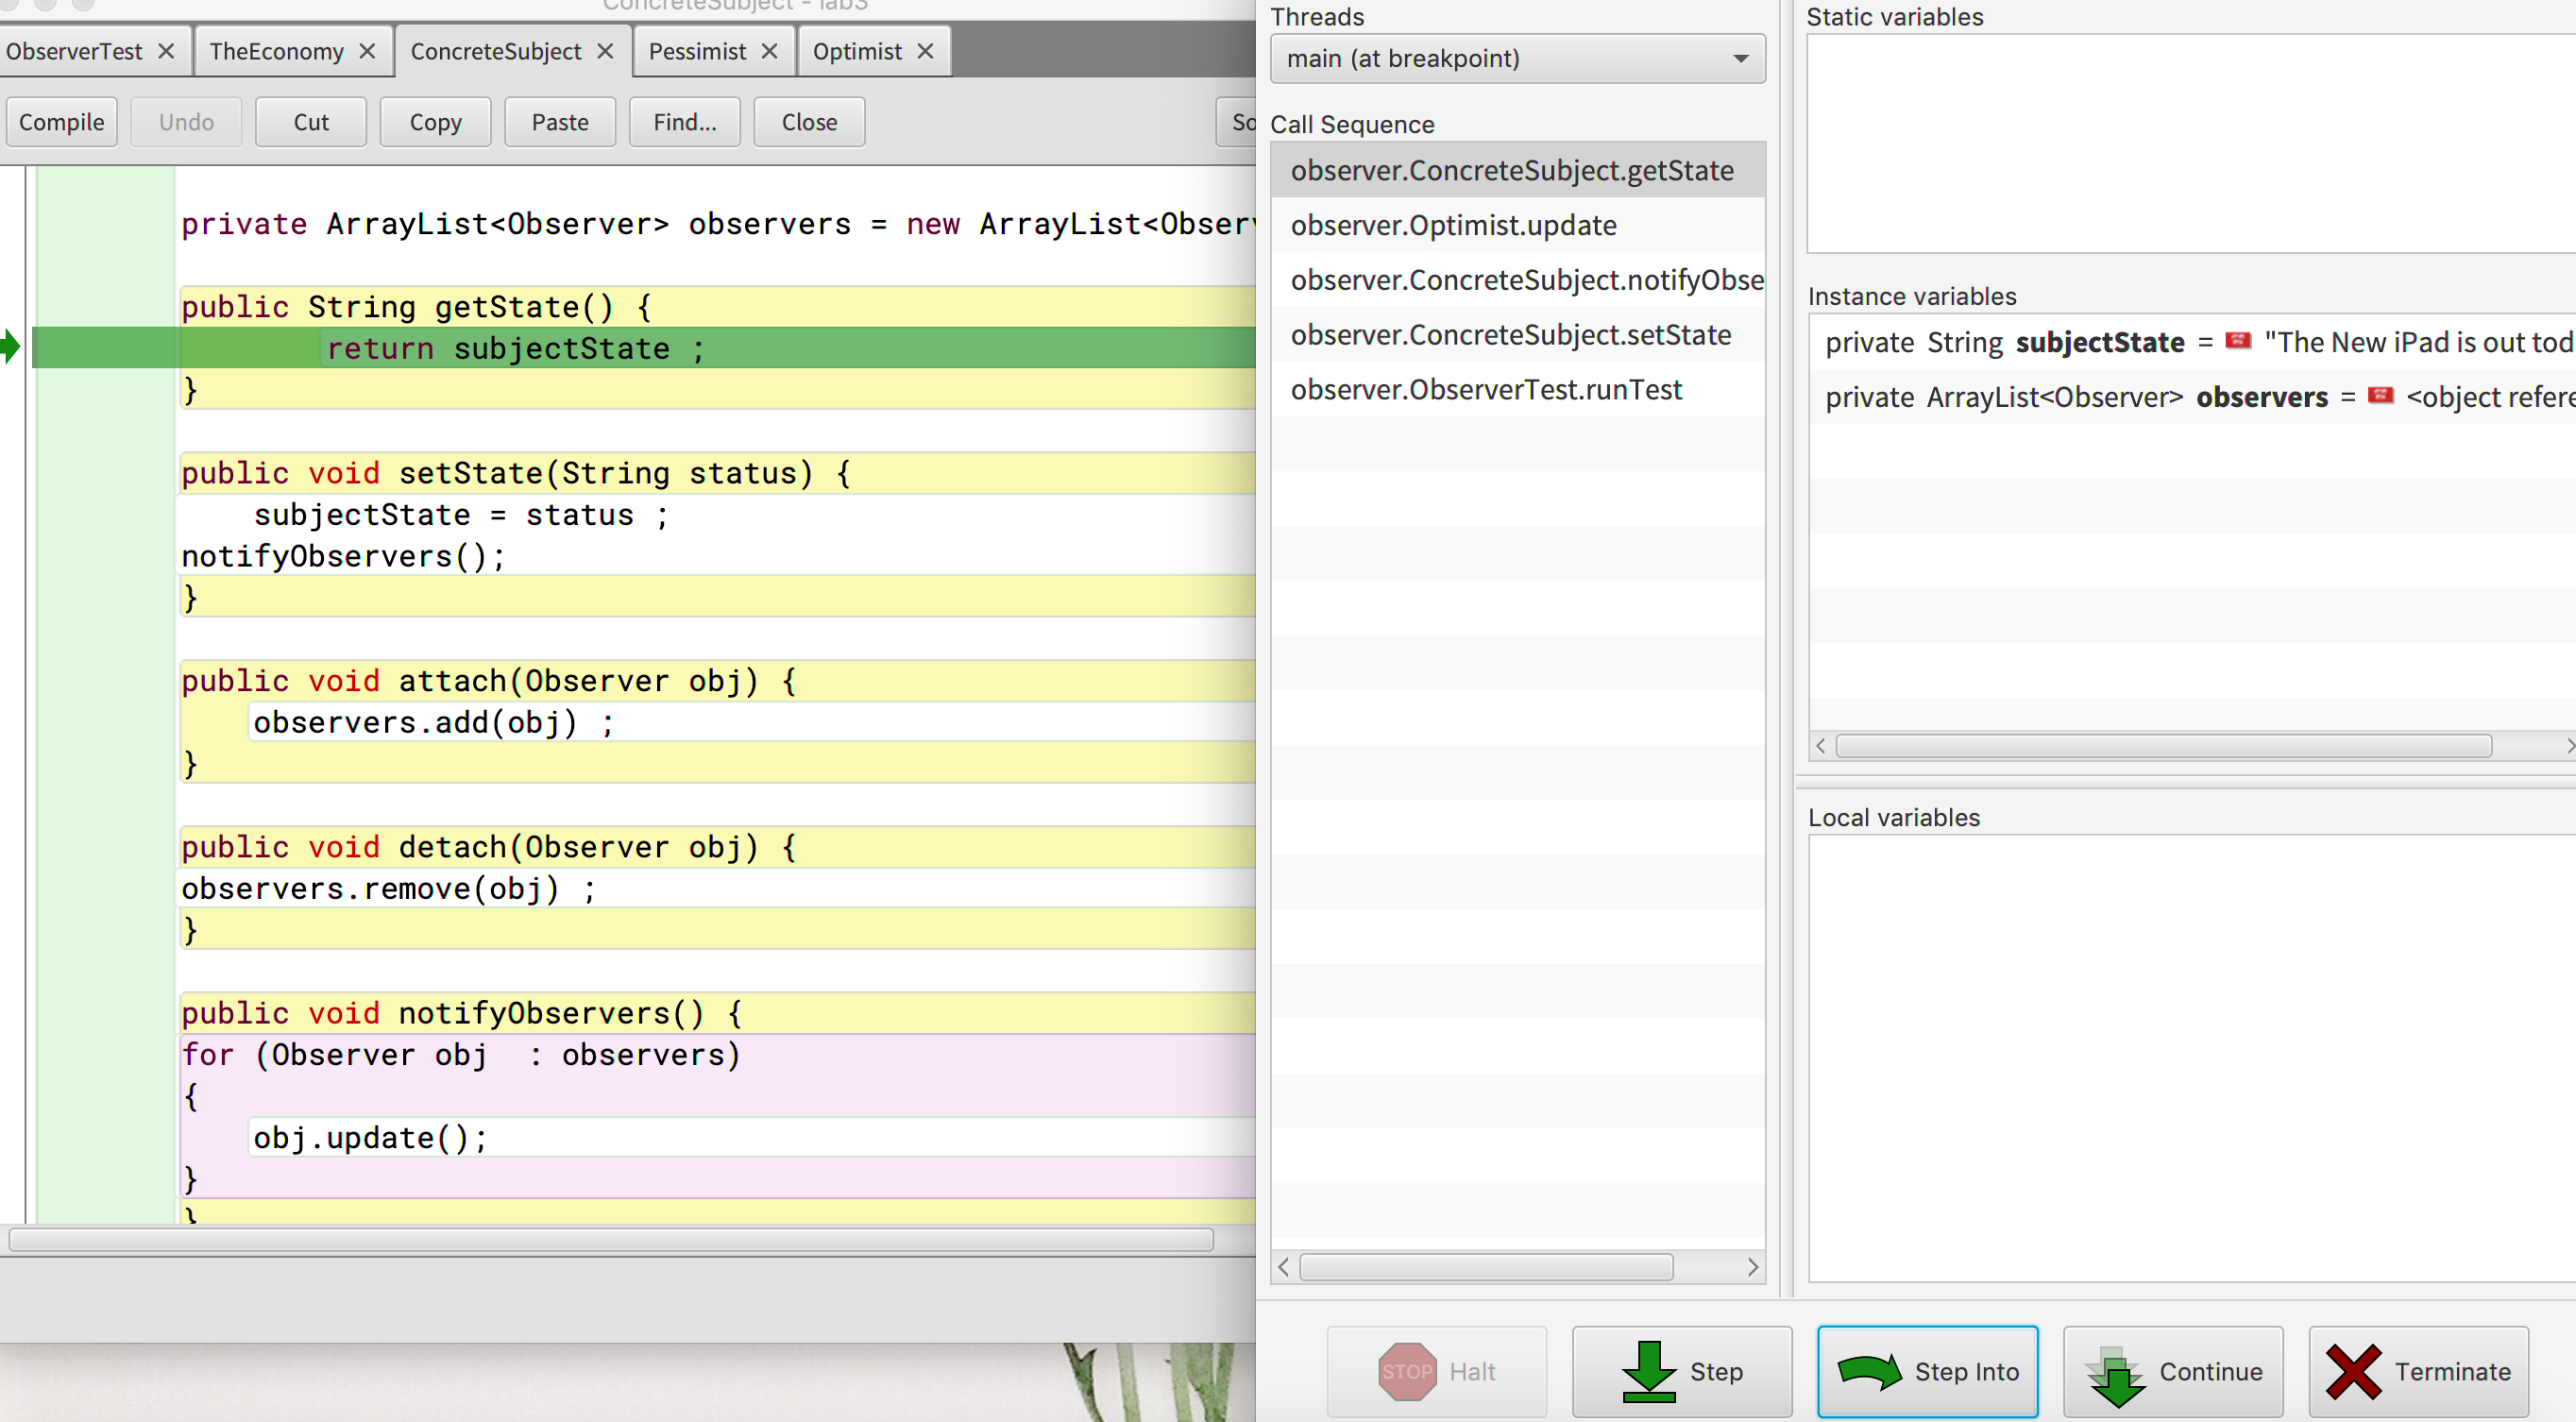 ConcreteSubject - lab3
ObserverTest
TheEconomy
ConcreteSubject
Pessimist
Optimist
Compile
Undo
Cut
Copy
Paste
Find...
Close
private ArrayList<Observer> observers = new
public String getState() {
return subjectState ;
}
public void setState(String status) {
subjectState = status ;
notifyObservers();
}
public void attach(Observer obj) {
observers.add(obj) ;
}
public void detach(Observer obj) {
observers.remove(obj) ;
}
public void notifyObservers() {
for (Observer obj  : observers)
{
obj.update();
}
}
Threads
main (at breakpoint)
Call Sequence
observer.ConcreteSubject.getState
observer.Optimist.update
observer.ConcreteSubject.notifyObse
observer.ConcreteSubject.setState
observer.ObserverTest.runTest
Static variables
Instance variables
private String subjectState = "The New iPad is out tod
private ArrayList<Observer> observers = <object refere
Local variables
STOP Halt
Step
Step Into
Continue
Terminate